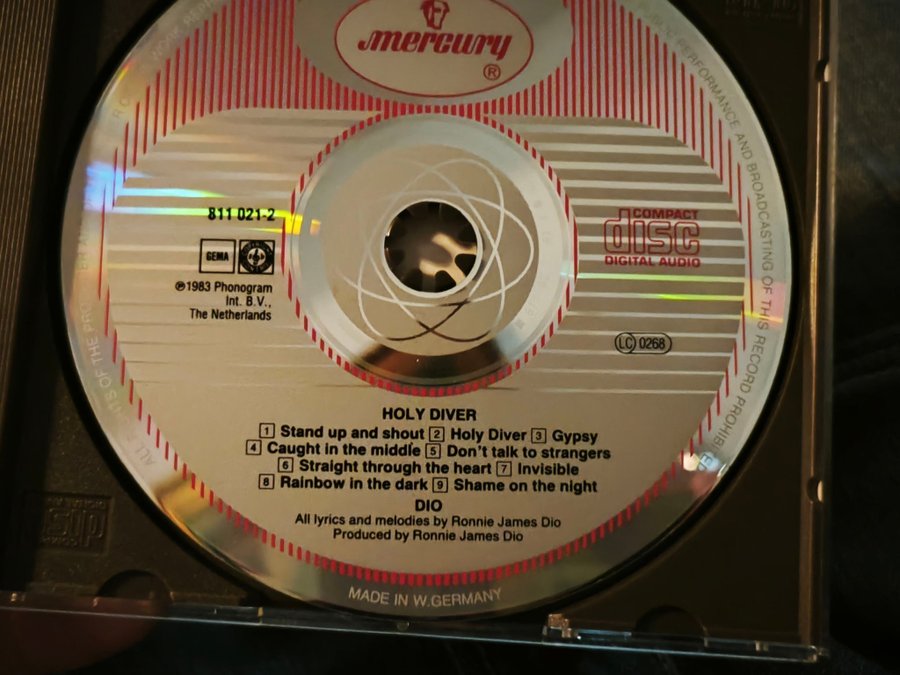 mercury
®
811 021-2
GEMA
℗1983 Phonogram
Int. B.V.,
The Netherlands
COMPACT
disc
DIGITAL AUDIO
LC 0268
HOLY DIVER
1 Stand up and shout 2 Holy Diver 3 Gypsy
4 Caught in the middle 5 Don't talk to strangers
6 Straight through the heart 7 Invisible
8 Rainbow in the dark 9 Shame on the night
DIO
All lyrics and melodies by Ronnie James Dio
Produced by Ronnie James Dio
MADE IN W.GERMANY
PUBLIC PERFORMANCE AND BROADCASTING OF THIS RECORD
OF THE